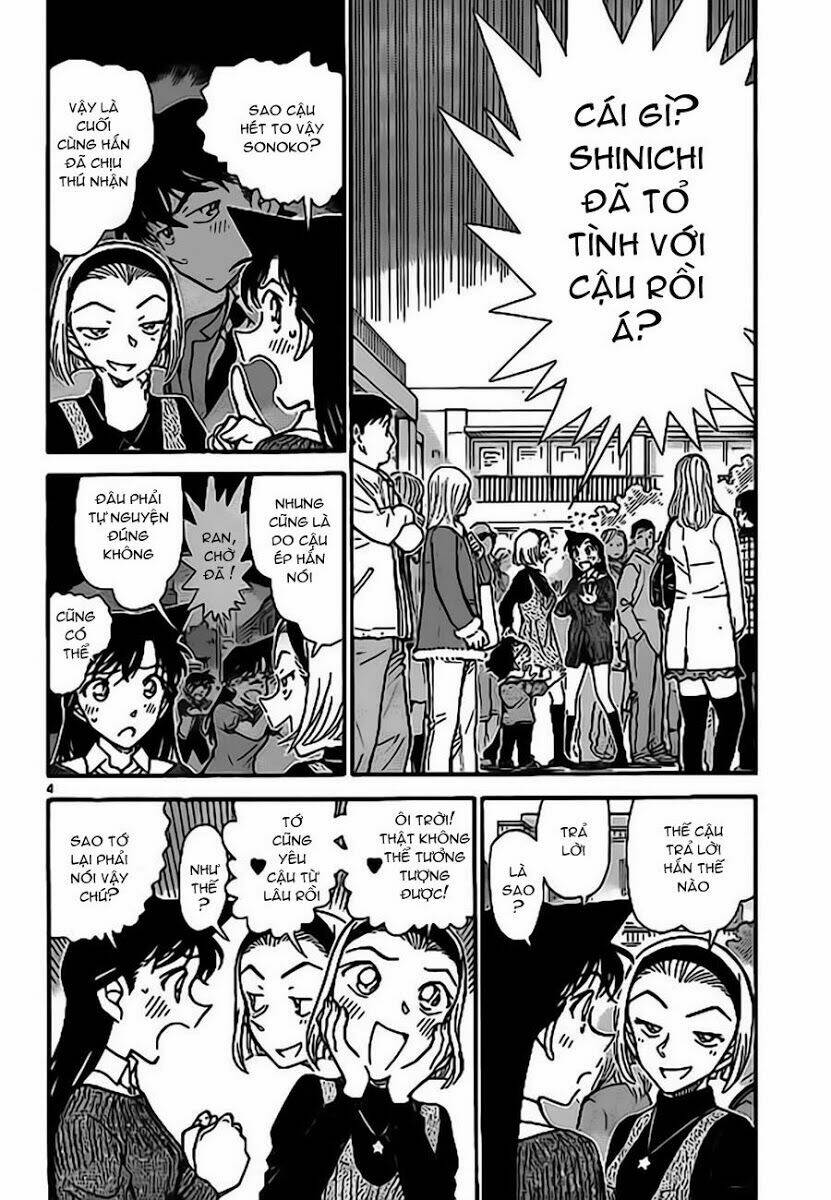 CÁI GÌ?
SHINICHI
ĐÃ TỎ
TÌNH VỚI
CẬU RỒI
Á?
SAO CẬU
HÉT TO VẬY
SONOKO?
VẬY LÀ
CUỐI
CÙNG HẮN
ĐÃ CHỊU
THÚ NHẬN
NHƯNG
CŨNG LÀ
DO CẬU
ÉP HẮN
NÓI
RAN,
CHỜ
ĐÃ!
ĐÂU PHẢI
TỰ NGUYỆN
ĐÚNG
KHÔNG
CŨNG
CÓ
THỂ
4
THẾ CẬU
TRẢ LỜI
HẮN THẾ
NÀO
TRẢ
LỜI
LÀ
SAO?
ÔI TRỜI!
THẬT KHÔNG
THỂ TƯỞNG
TƯỢNG
ĐƯỢC!
TỚ
CŨNG
YÊU
CẬU TỪ
LÂU RỒI
NHƯ
THẾ?
SAO TỚ
LẠI PHẢI
NÓI VẬY
CHỨ?